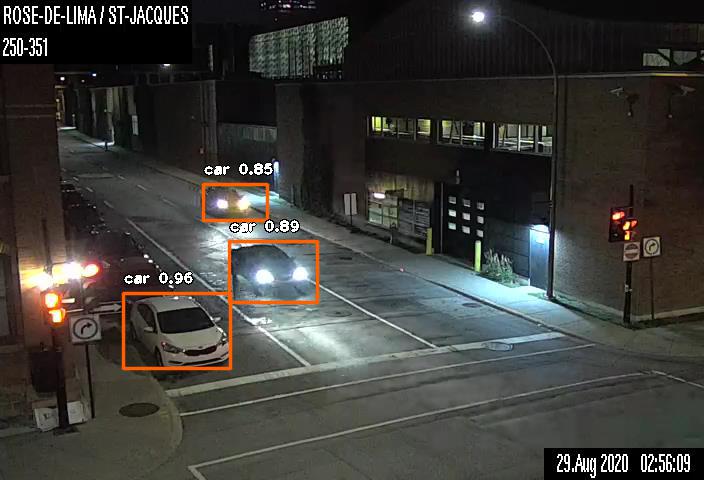 ROSE-DE-LIMA / ST-JACQUES
250-351
car 0.85
car 0.89
car 0.96
29.Aug 2020 02:56:09